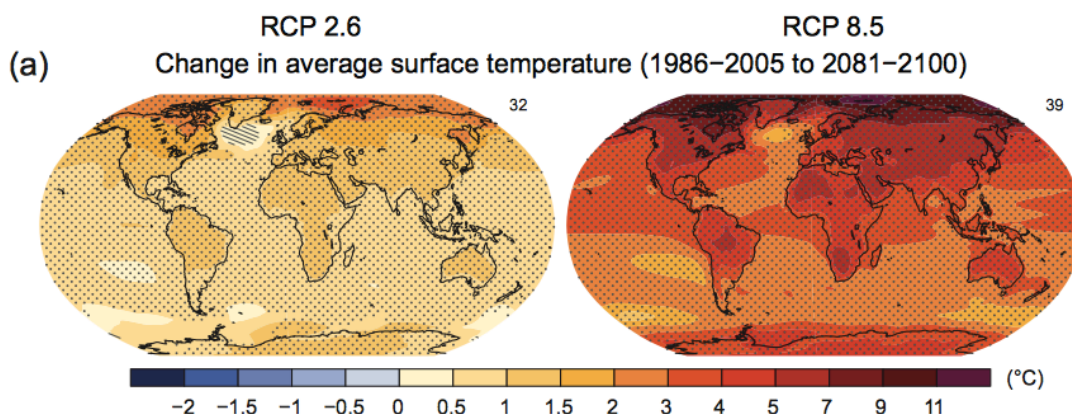 RCP 2.6 RCP 8.5
(a) Change in average surface temperature (1986−2005 to 2081−2100)
32 39
(°C)
−2 −1.5 −1 −0.5 0 0.5 1 1.5 2 3 4 5 7 9 11